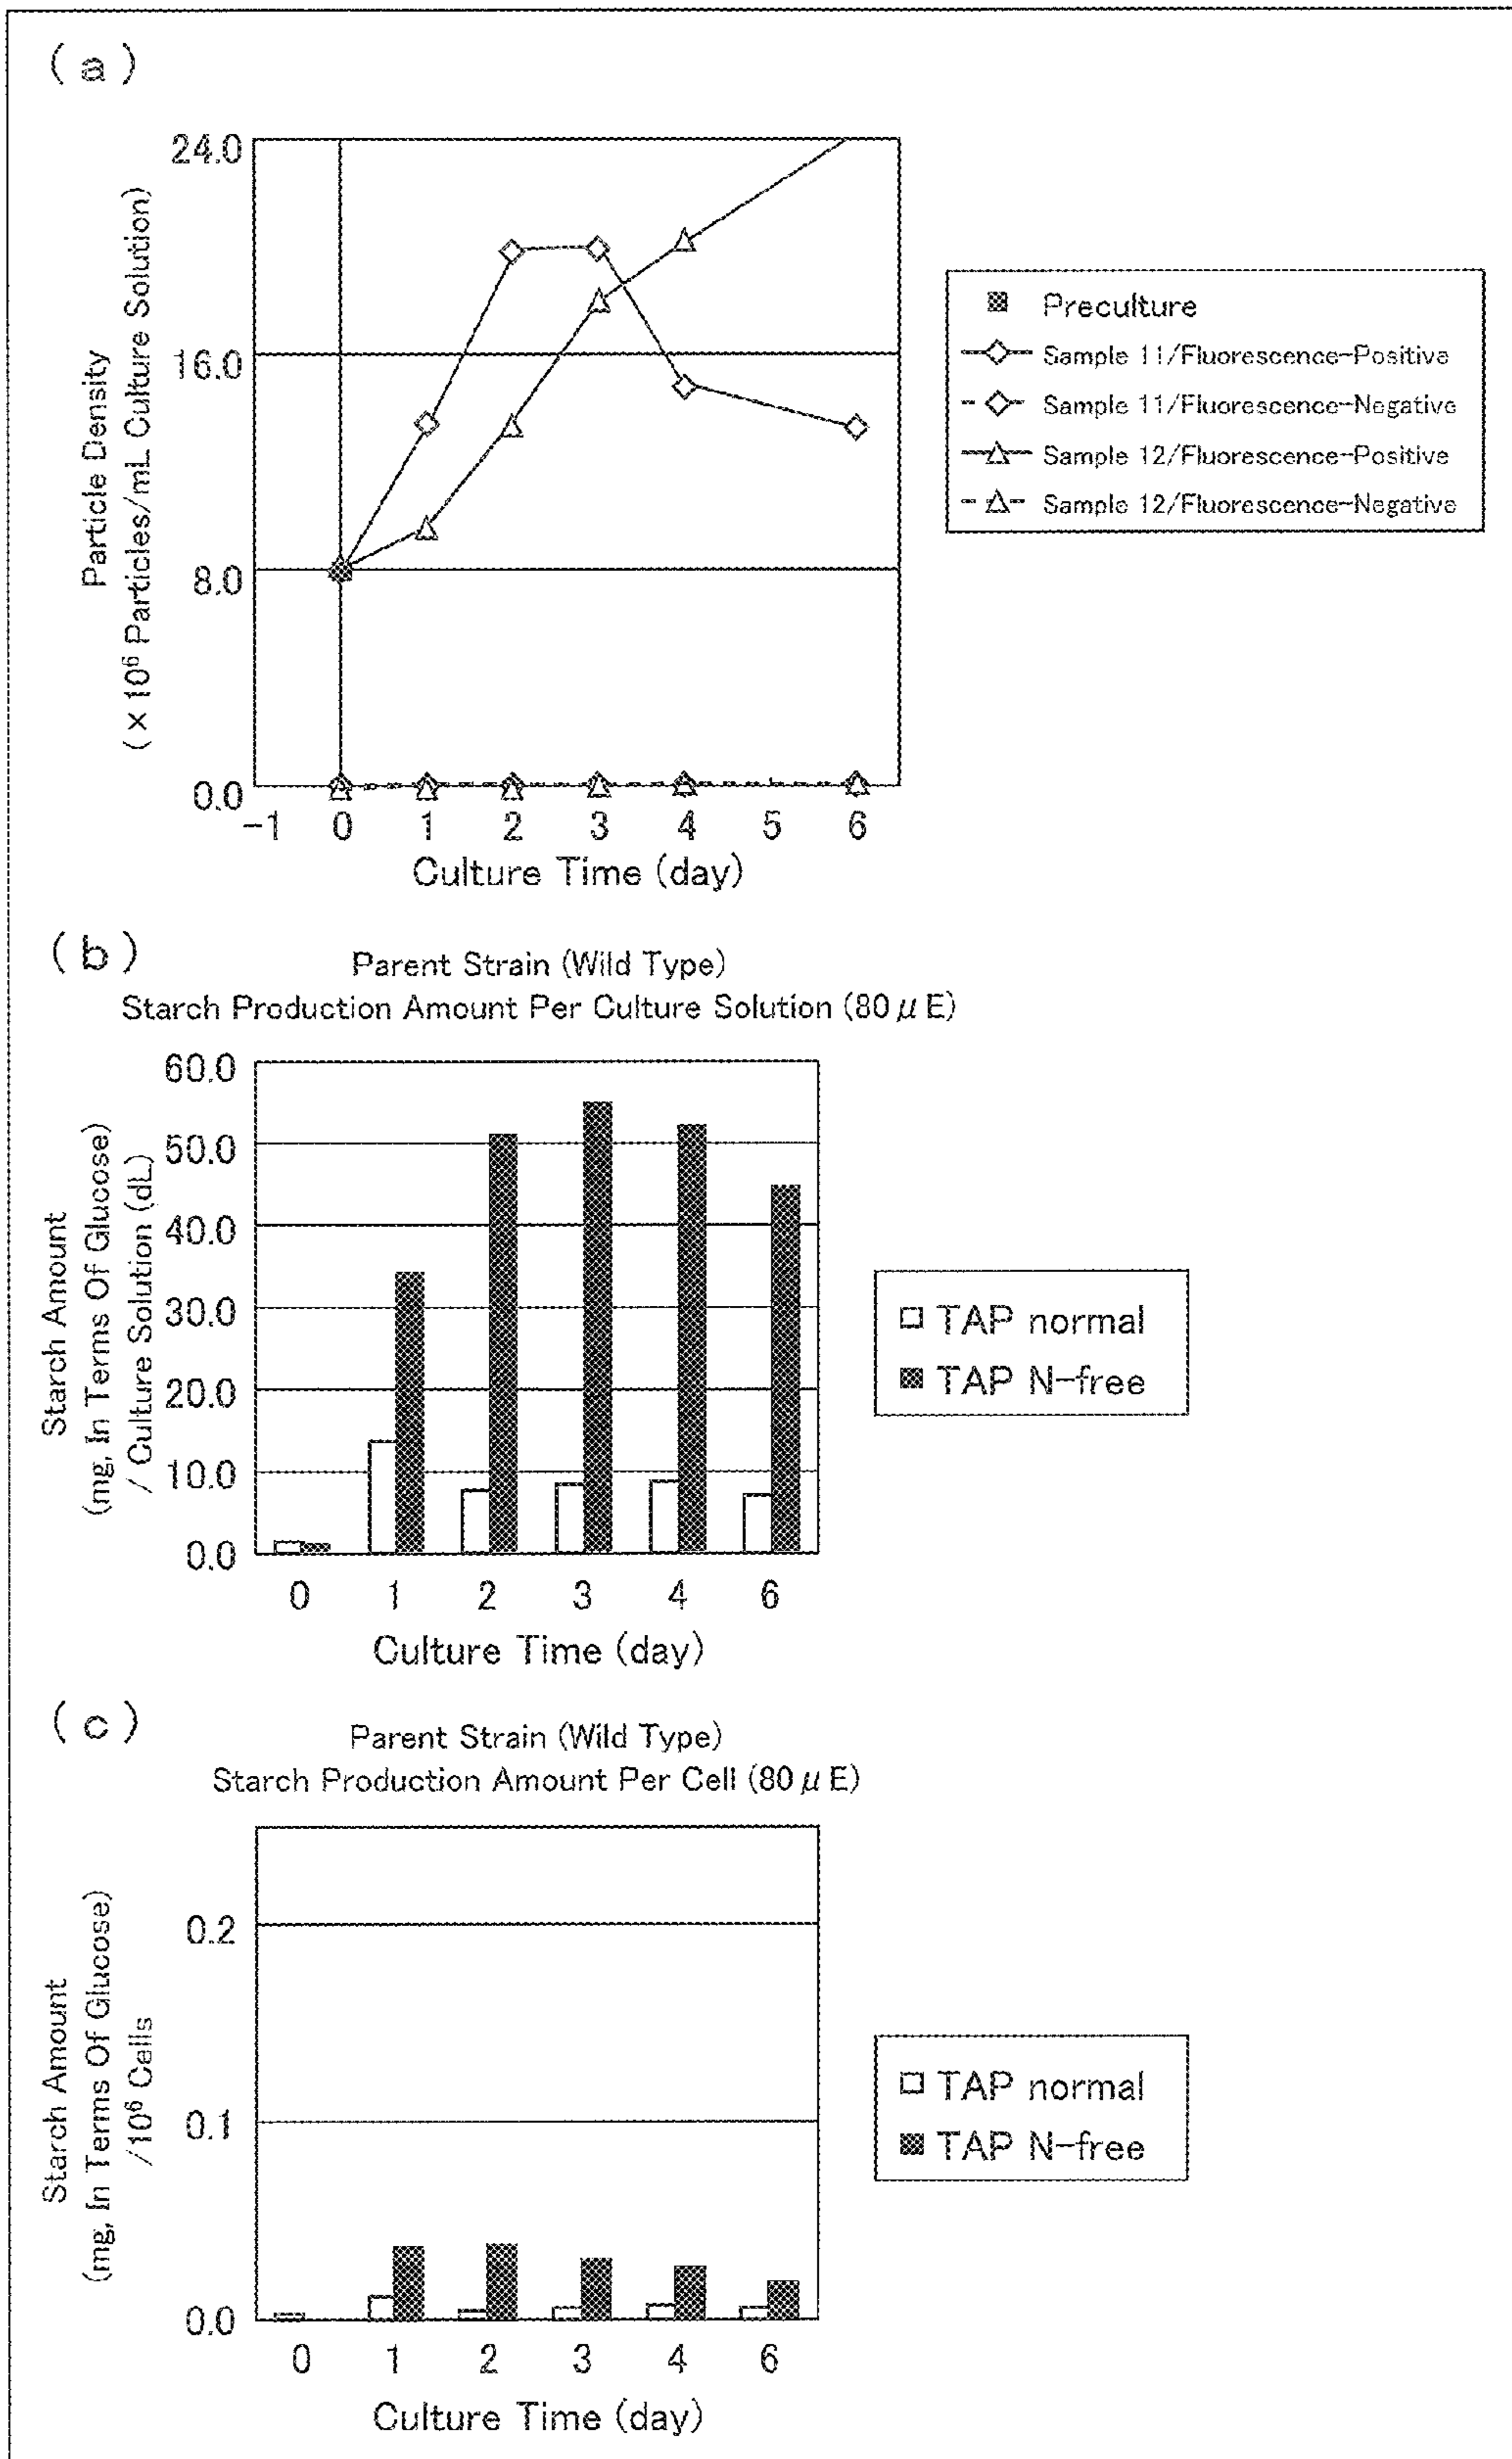 (a)
24.0
16.0
8.0
0.0
Particle Density
(×10⁶ Particles/mL Culture Solution)
-1 0 1 2 3 4 5 6
Culture Time (day)
Preculture
Sample 11/Fluorescence-Positive
Sample 11/Fluorescence-Negative
Sample 12/Fluorescence-Positive
Sample 12/Fluorescence-Negative
(b)
Parent Strain (Wild Type)
Starch Production Amount Per Culture Solution (80 μ E)
60.0
50.0
40.0
30.0
20.0
10.0
0.0
Starch Amount
(mg, In Terms Of Glucose)
/ Culture Solution (dL)
0 1 2 3 4 6
Culture Time (day)
TAP normal
TAP N-free
(c)
Parent Strain (Wild Type)
Starch Production Amount Per Cell (80 μ E)
0.2
0.1
0.0
Starch Amount
(mg, In Terms Of Glucose)
/10⁶ Cells
0 1 2 3 4 6
Culture Time (day)
TAP normal
TAP N-free